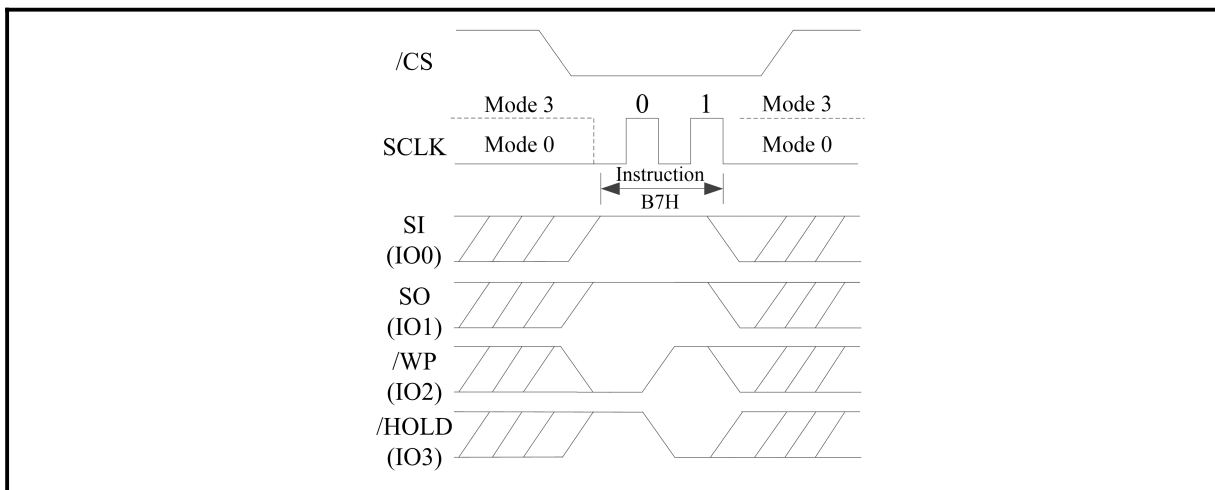 /CS
Mode 3 0 1 Mode 3
SCLK Mode 0 Mode 0
Instruction
B7H
SI
(IO0)
SO
(IO1)
/WP
(IO2)
/HOLD
(IO3)